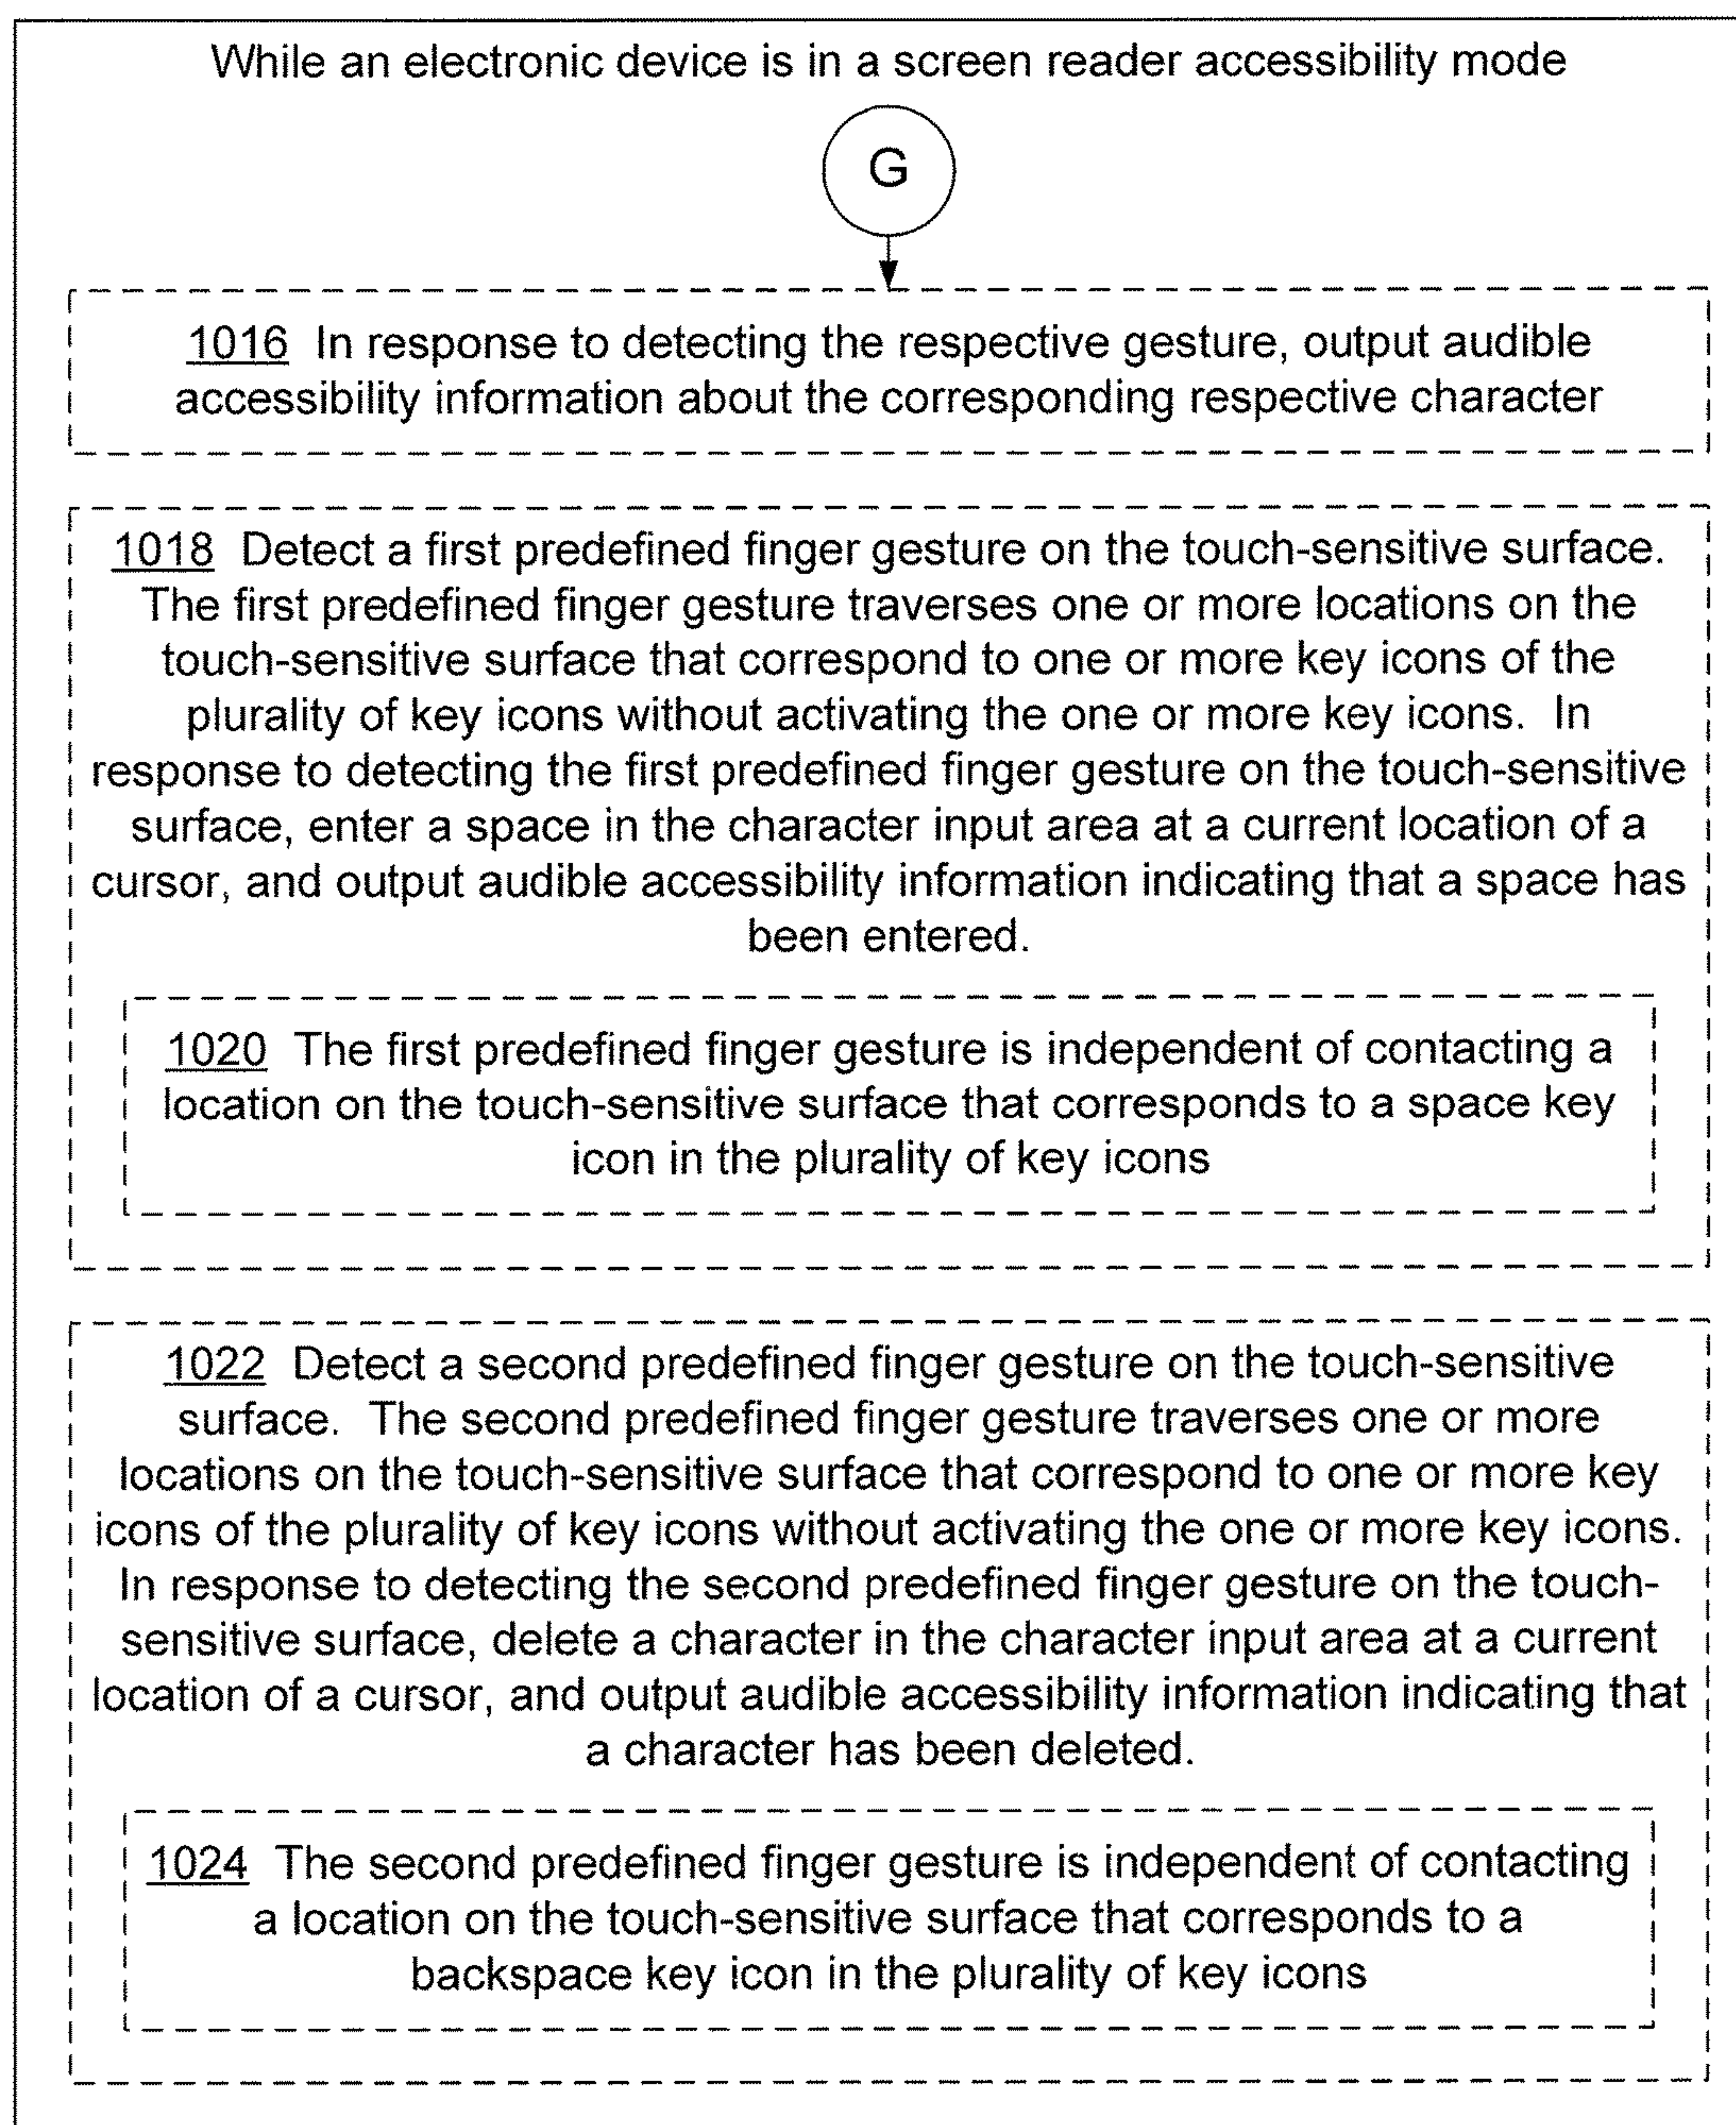 While an electronic device is in a screen reader accessibility mode
G
1016 In response to detecting the respective gesture, output audible
accessibility information about the corresponding respective character
1018 Detect a first predefined finger gesture on the touch-sensitive surface.
The first predefined finger gesture traverses one or more locations on the
touch-sensitive surface that correspond to one or more key icons of the
plurality of key icons without activating the one or more key icons. In
response to detecting the first predefined finger gesture on the touch-sensitive
surface, enter a space in the character input area at a current location of a
cursor, and output audible accessibility information indicating that a space has
been entered.
1020 The first predefined finger gesture is independent of contacting a
location on the touch-sensitive surface that corresponds to a space key
icon in the plurality of key icons
1022 Detect a second predefined finger gesture on the touch-sensitive
surface. The second predefined finger gesture traverses one or more
locations on the touch-sensitive surface that correspond to one or more key
icons of the plurality of key icons without activating the one or more key icons.
In response to detecting the second predefined finger gesture on the touch-
sensitive surface, delete a character in the character input area at a current
location of a cursor, and output audible accessibility information indicating that
a character has been deleted.
1024 The second predefined finger gesture is independent of contacting
a location on the touch-sensitive surface that corresponds to a
backspace key icon in the plurality of key icons